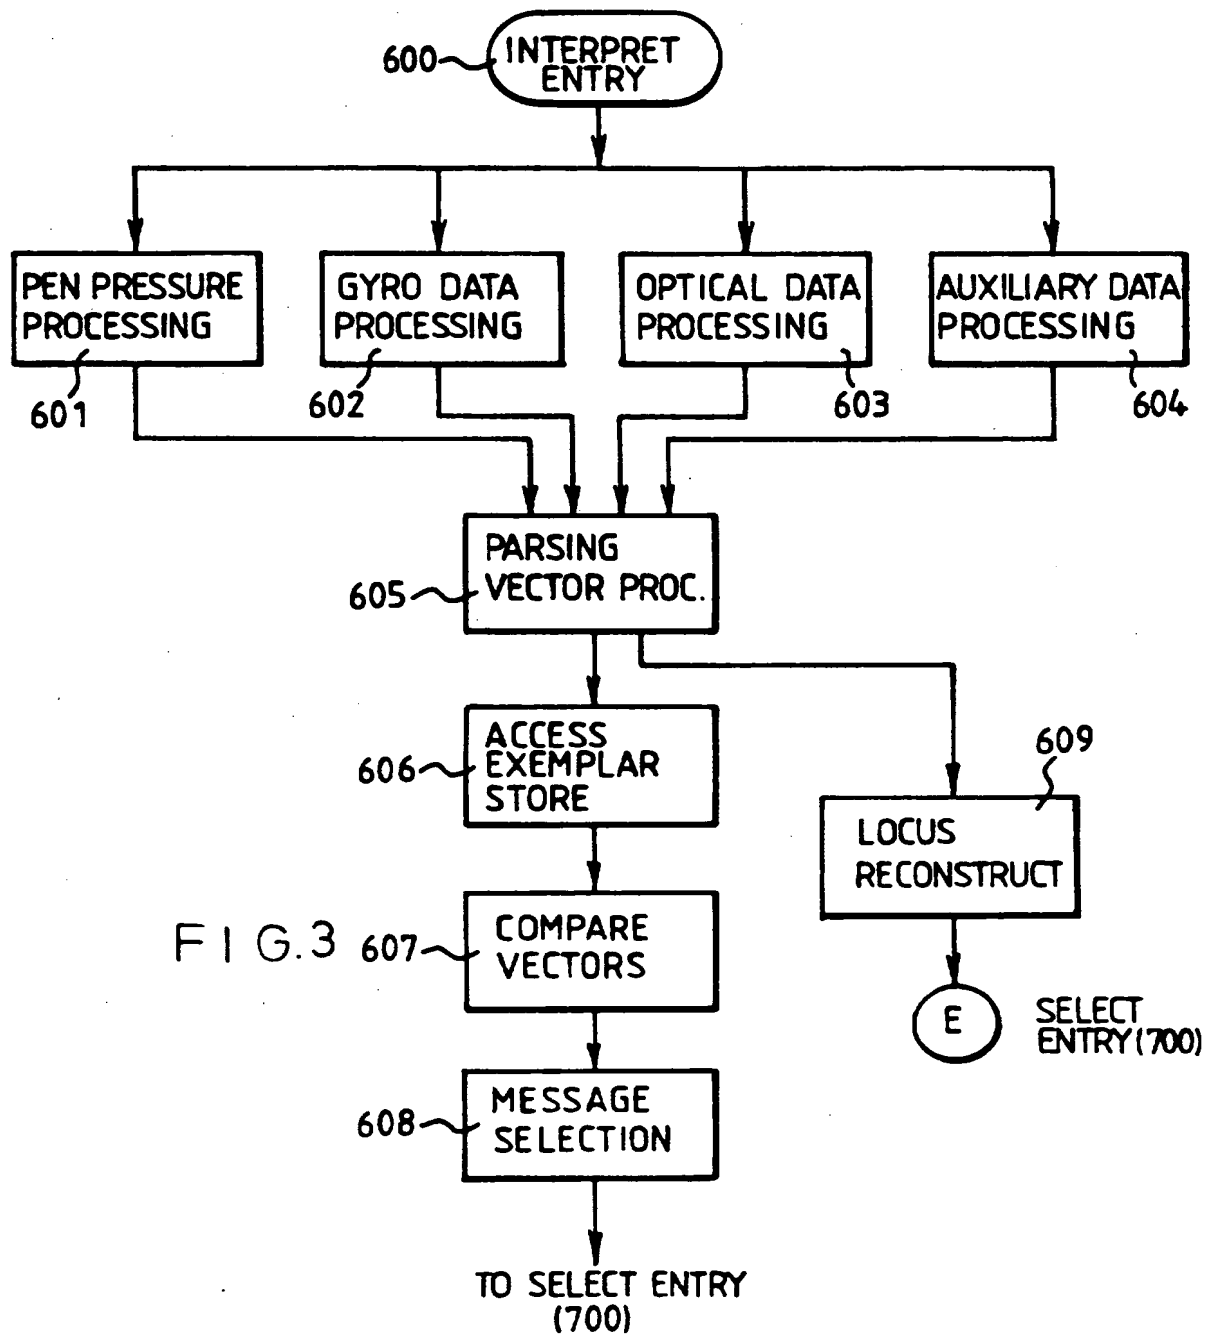 600
INTERPRET
ENTRY
PEN PRESSURE
PROCESSING
601
GYRO DATA
PROCESSING
602
OPTICAL DATA
PROCESSING
603
AUXILIARY DATA
PROCESSING
604
605
PARSING
VECTOR PROC.
606
ACCESS
EXEMPLAR
STORE
609
LOCUS
RECONSTRUCT
FIG.3
607
COMPARE
VECTORS
E
SELECT
ENTRY(700)
608
MESSAGE
SELECTION
TO SELECT ENTRY
(700)